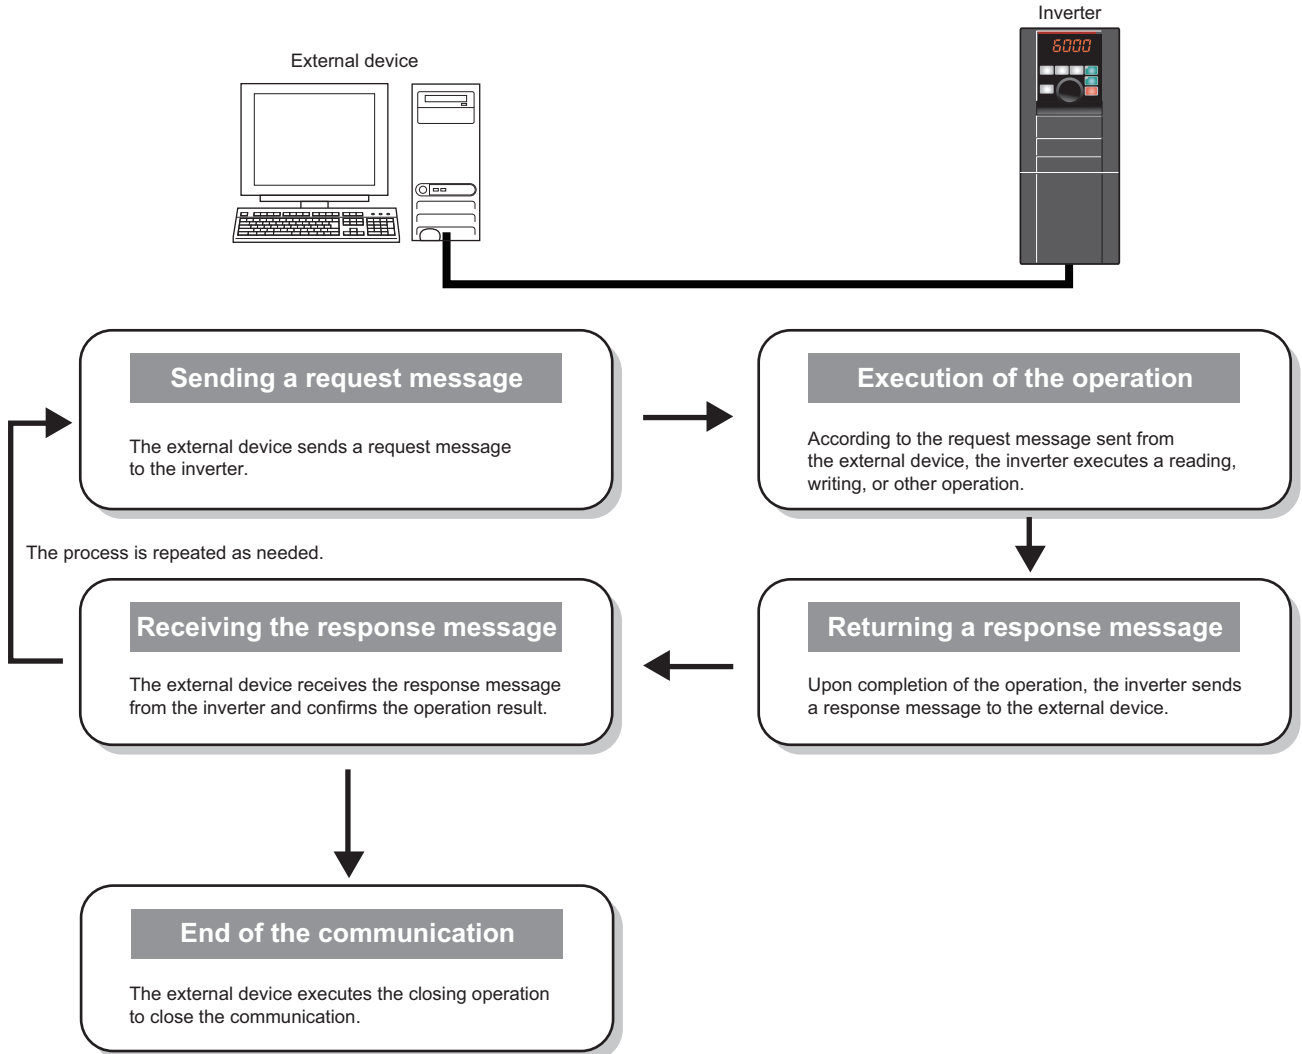 Inverter
6000
External device
Sending a request message
The external device sends a request message
to the inverter.
Execution of the operation
According to the request message sent from
the external device, the inverter executes a reading,
writing, or other operation.
The process is repeated as needed.
Receiving the response message
The external device receives the response message
from the inverter and confirms the operation result.
Returning a response message
Upon completion of the operation, the inverter sends
a response message to the external device.
End of the communication
The external device executes the closing operation
to close the communication.